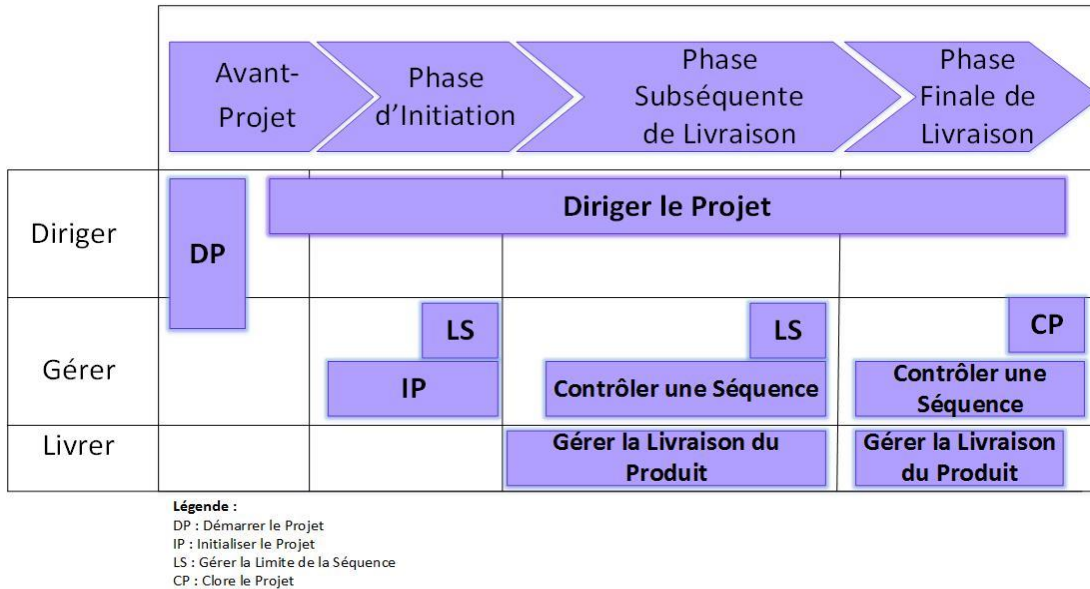 Avant-
Projet
Phase
d'Initiation
Phase
Subséquente
de Livraison
Phase
Finale de
Livraison
Diriger
DP
Diriger le Projet
Gérer
LS
IP
LS
Contrôler une Séquence
CP
Contrôler une
Séquence
Livrer
Gérer la Livraison du
Produit
Gérer la Livraison
du Produit
Légende :
DP : Démarrer le Projet
IP : Initialiser le Projet
LS : Gérer la Limite de la Séquence
CP : Clore le Projet